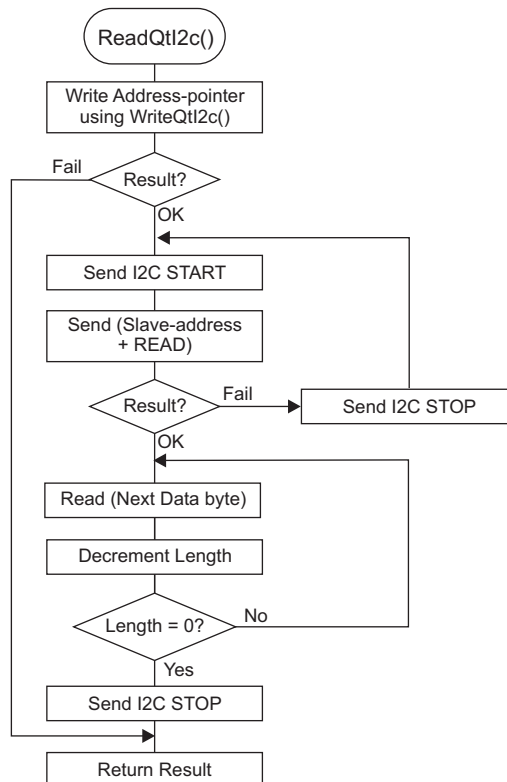 ReadQtI2c()
Write Address-pointer
using WriteQtI2c()
Fail
Result?
OK
Send I2C START
Send (Slave-address
+ READ)
Result?
Fail
Send I2C STOP
OK
Read (Next Data byte)
Decrement Length
Length = 0?
No
Yes
Send I2C STOP
Return Result